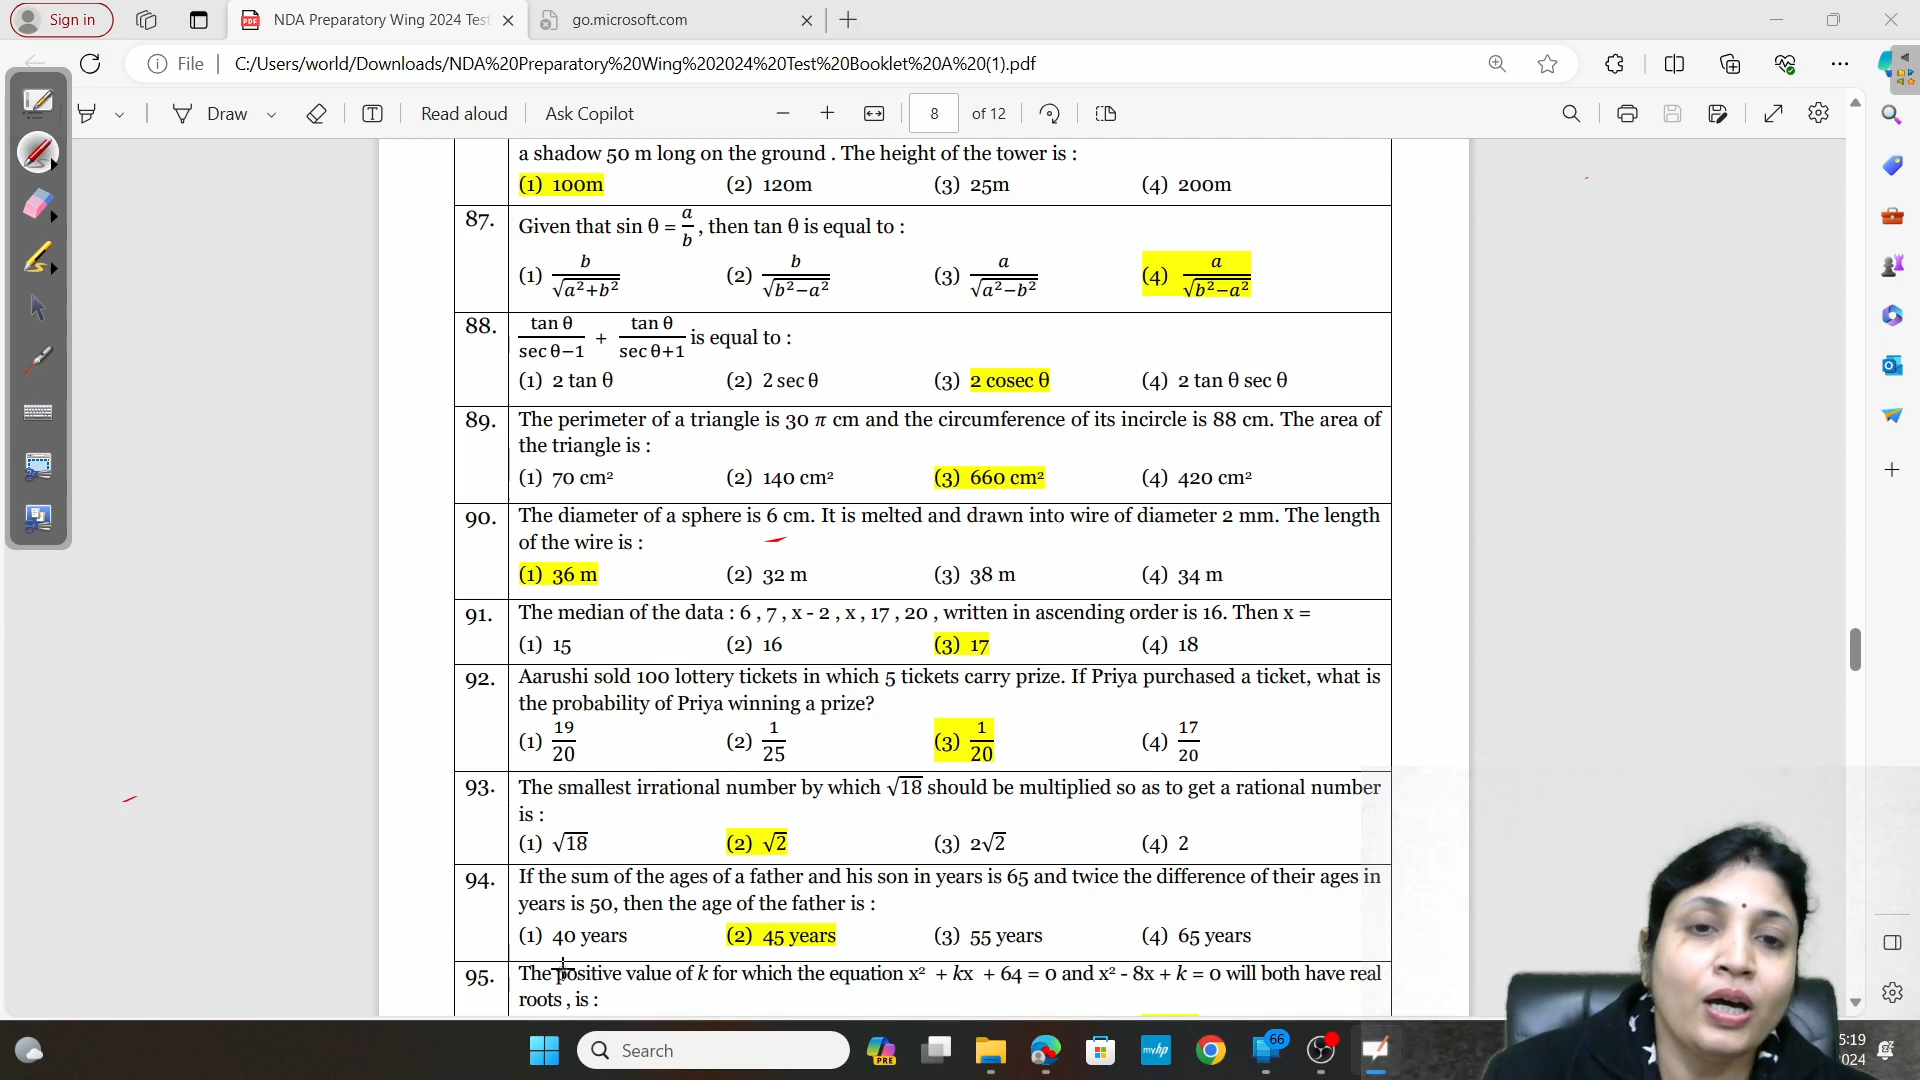 Sign in
NDA Preparatory Wing 2024 Test
go.microsoft.com
File
C:/Users/world/Downloads/NDA%20Preparatory%20Wing%202024%20Test%20Booklet%20A%20(1).pdf
Draw
Read aloud
Ask Copilot
8 of 12
a shadow 50 m long on the ground . The height of the tower is :
(1) 100m (2) 120m (3) 25m (4) 200m
87. Given that sin θ = a/b , then tan θ is equal to :
(1) b/√(a²+b²) (2) b/√(b²−a²) (3) a/√(a²−b²) (4) a/√(b²−a²)
88. tan θ/(sec θ−1) + tan θ/(sec θ+1) is equal to :
(1) 2 tan θ (2) 2 sec θ (3) 2 cosec θ (4) 2 tan θ sec θ
89. The perimeter of a triangle is 30 π cm and the circumference of its incircle is 88 cm. The area of
the triangle is :
(1) 70 cm² (2) 140 cm² (3) 660 cm² (4) 420 cm²
90. The diameter of a sphere is 6 cm. It is melted and drawn into wire of diameter 2 mm. The length
of the wire is :
(1) 36 m (2) 32 m (3) 38 m (4) 34 m
91. The median of the data : 6 , 7 , x - 2 , x , 17 , 20 , written in ascending order is 16. Then x =
(1) 15 (2) 16 (3) 17 (4) 18
92. Aarushi sold 100 lottery tickets in which 5 tickets carry prize. If Priya purchased a ticket, what is
the probability of Priya winning a prize?
(1) 19/20 (2) 1/25 (3) 1/20 (4) 17/20
93. The smallest irrational number by which √18 should be multiplied so as to get a rational number
is :
(1) √18 (2) √2 (3) 2√2 (4) 2
94. If the sum of the ages of a father and his son in years is 65 and twice the difference of their ages in
years is 50, then the age of the father is :
(1) 40 years (2) 45 years (3) 55 years (4) 65 years
95. The positive value of k for which the equation x² + kx + 64 = 0 and x² - 8x + k = 0 will both have real
roots , is :
Search
PRE
myhp
66
5:19
024